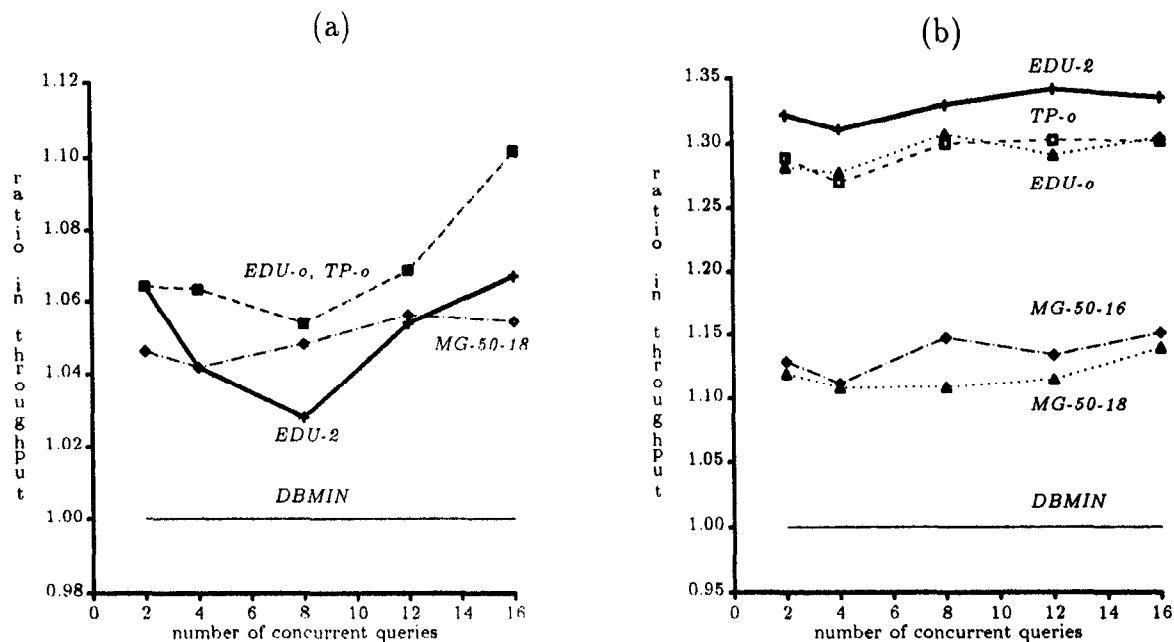 (a)
ratio in throughput
1.12
1.10
1.08
1.06
1.04
1.02
1.00
0.98
EDU-o, TP-o
MG-50-18
EDU-2
DBMIN
0 2 4 6 8 10 12 14 16
number of concurrent queries
(b)
ratio in throughput
1.35
1.30
1.25
1.20
1.15
1.10
1.05
1.00
0.95
EDU-2
TP-o
EDU-o
MG-50-16
MG-50-18
DBMIN
0 2 4 6 8 10 12 14 16
number of concurrent queries